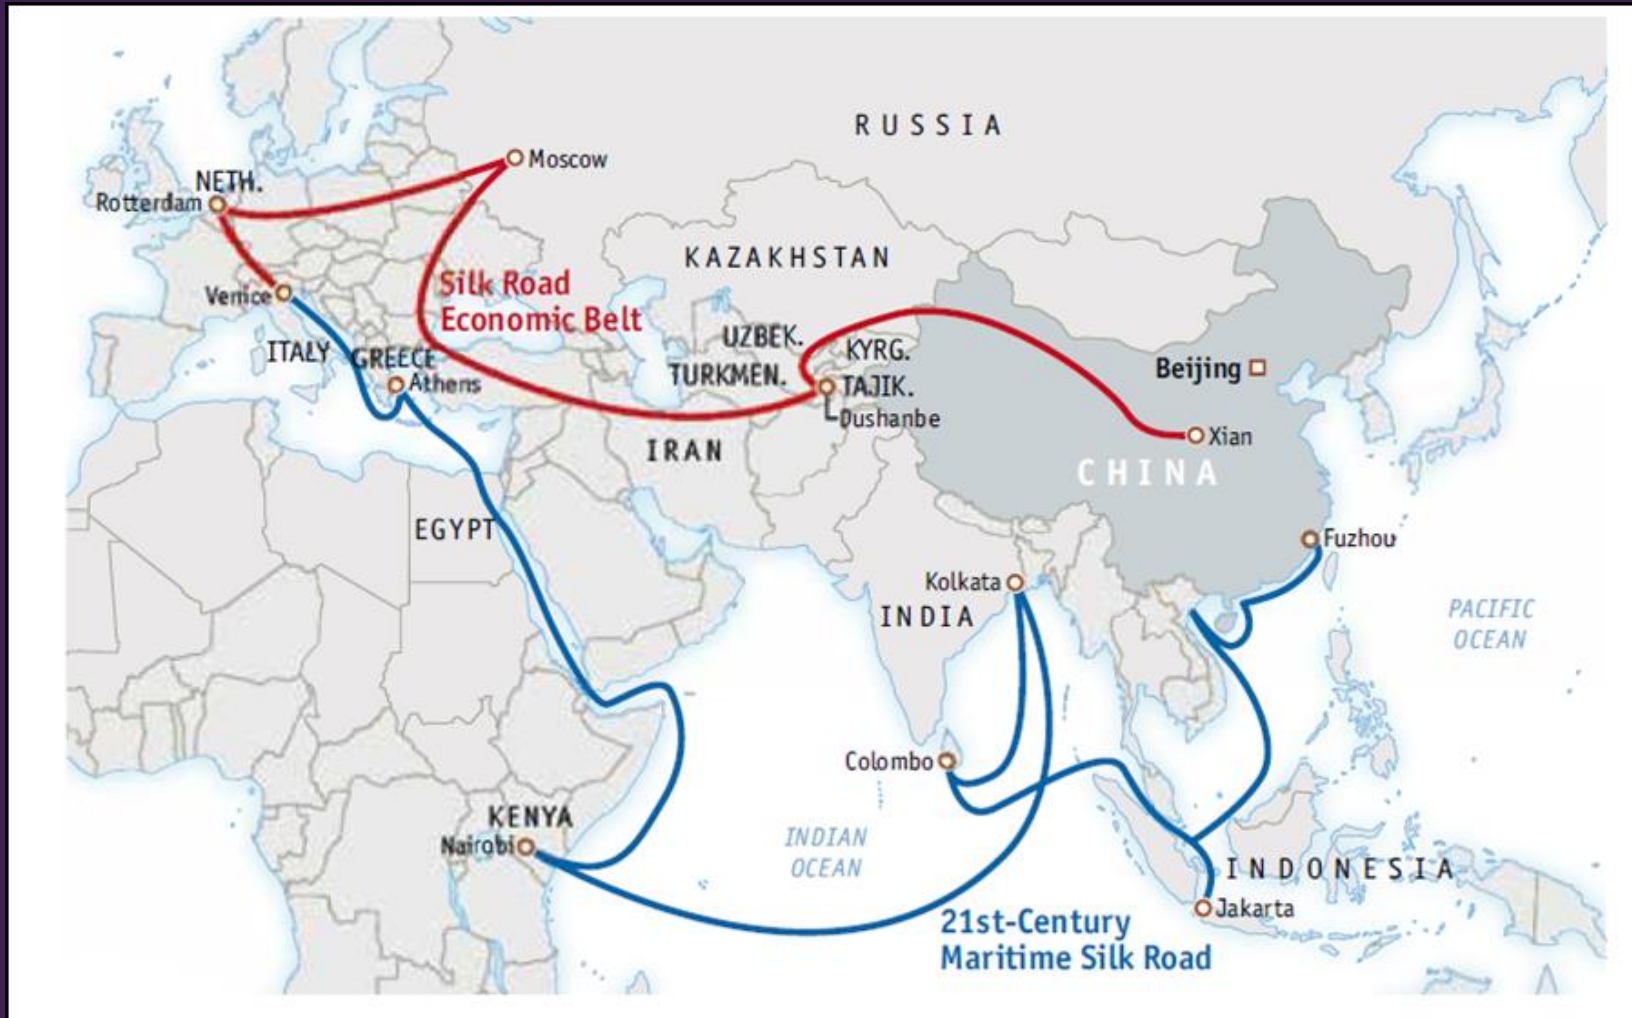 RUSSIA
Moscow
NETH.
Rotterdam
KAZAKHSTAN
Silk Road
Economic Belt
Venice
UZBEK.
KYRG.
ITALY
GREECE
Athens
TURKMEN.
TAJIK.
Dushanbe
Beijing
Xian
IRAN
CHINA
EGYPT
Fuzhou
Kolkata
INDIA
PACIFIC
OCEAN
Colombo
KENYA
Nairobi
INDIAN
OCEAN
INDONESIA
Jakarta
21st-Century
Maritime Silk Road